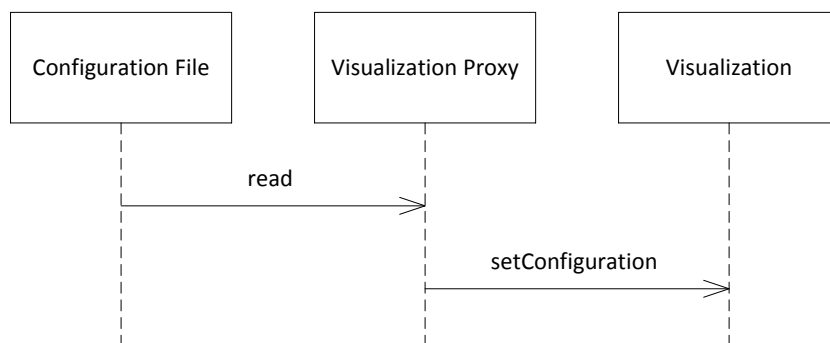 Configuration File
Visualization Proxy
Visualization
read
setConfiguration